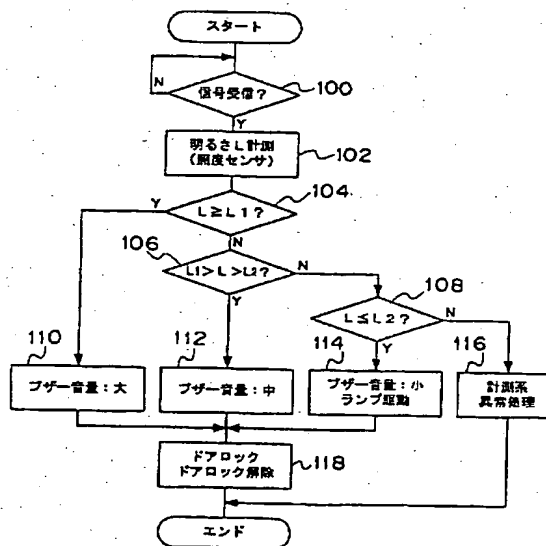 スタート
N
信号受信?
100
Y
明るさL計測
(照度センサ)
102
104
Y
L≧L1?
N
106
L1>L>L2?
N
Y
108
L≦L2?
N
Y
110
ブザー音量:大
112
ブザー音量:中
114
ブザー音量:小
ランプ駆動
116
計測系
異常処理
ドアロック
ドアロック解除
118
エンド